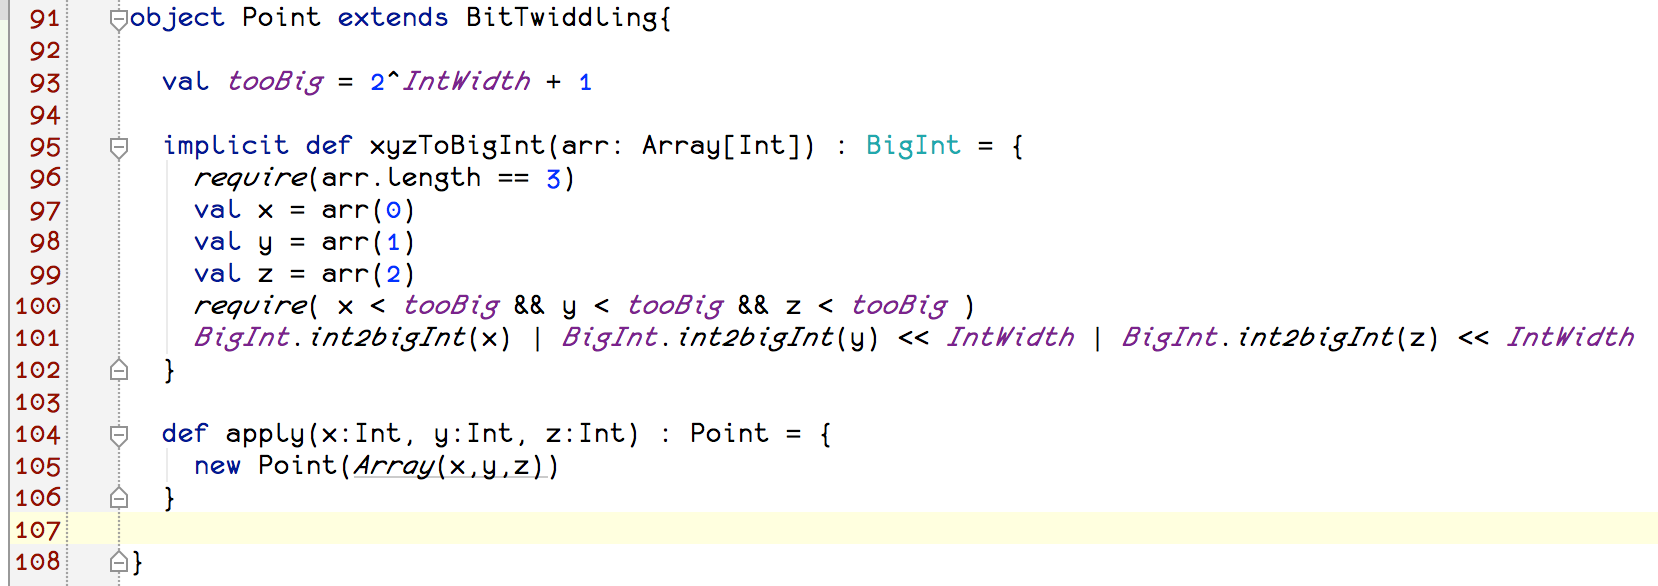 91 object Point extends BitTwiddling{
92
93   val tooBig = 2^IntWidth + 1
94
95   implicit def xyzToBigInt(arr: Array[Int]) : BigInt = {
96     require(arr.length == 3)
97     val x = arr(0)
98     val y = arr(1)
99     val z = arr(2)
100     require( x < tooBig && y < tooBig && z < tooBig )
101     BigInt.int2bigInt(x) | BigInt.int2bigInt(y) << IntWidth | BigInt.int2bigInt(z) << IntWidth
102   }
103
104   def apply(x:Int, y:Int, z:Int) : Point = {
105     new Point(Array(x,y,z))
106   }
107
108 }